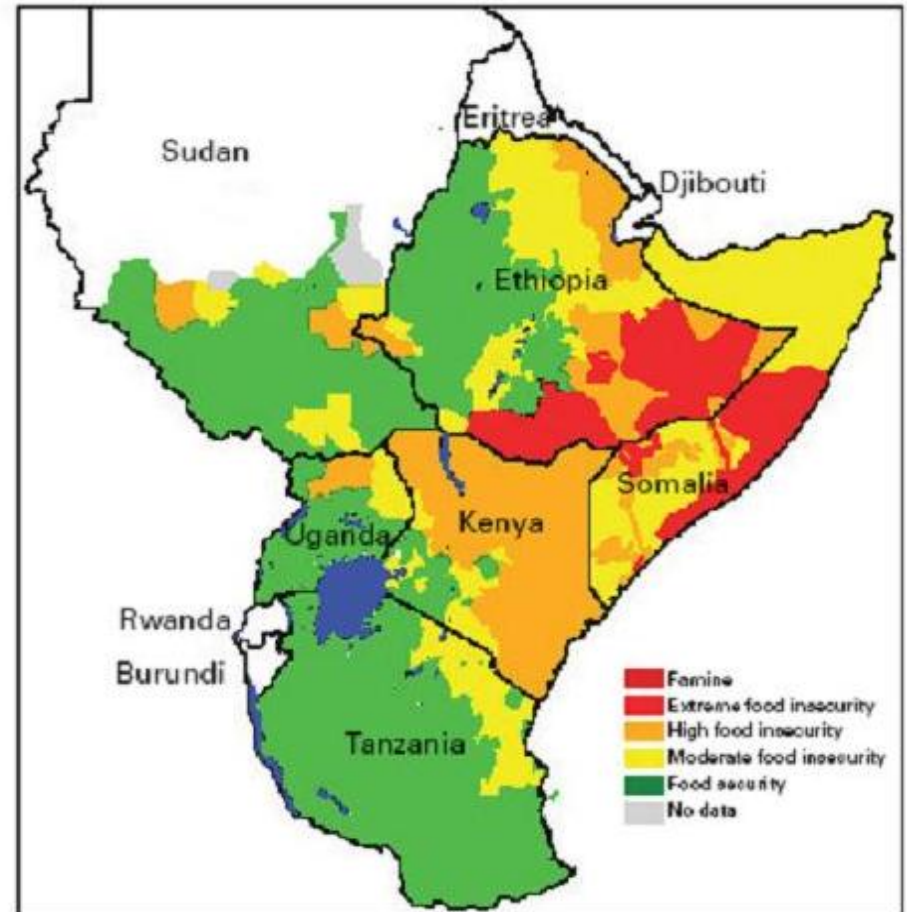 Eritrea
Sudan
Djibouti
Ethiopia
Somalia
Kenya
Uganda
Rwanda
Burundi
Tanzania
Famine
Extreme food insecurity
High food insecurity
Moderate food insecurity
Food security
No data